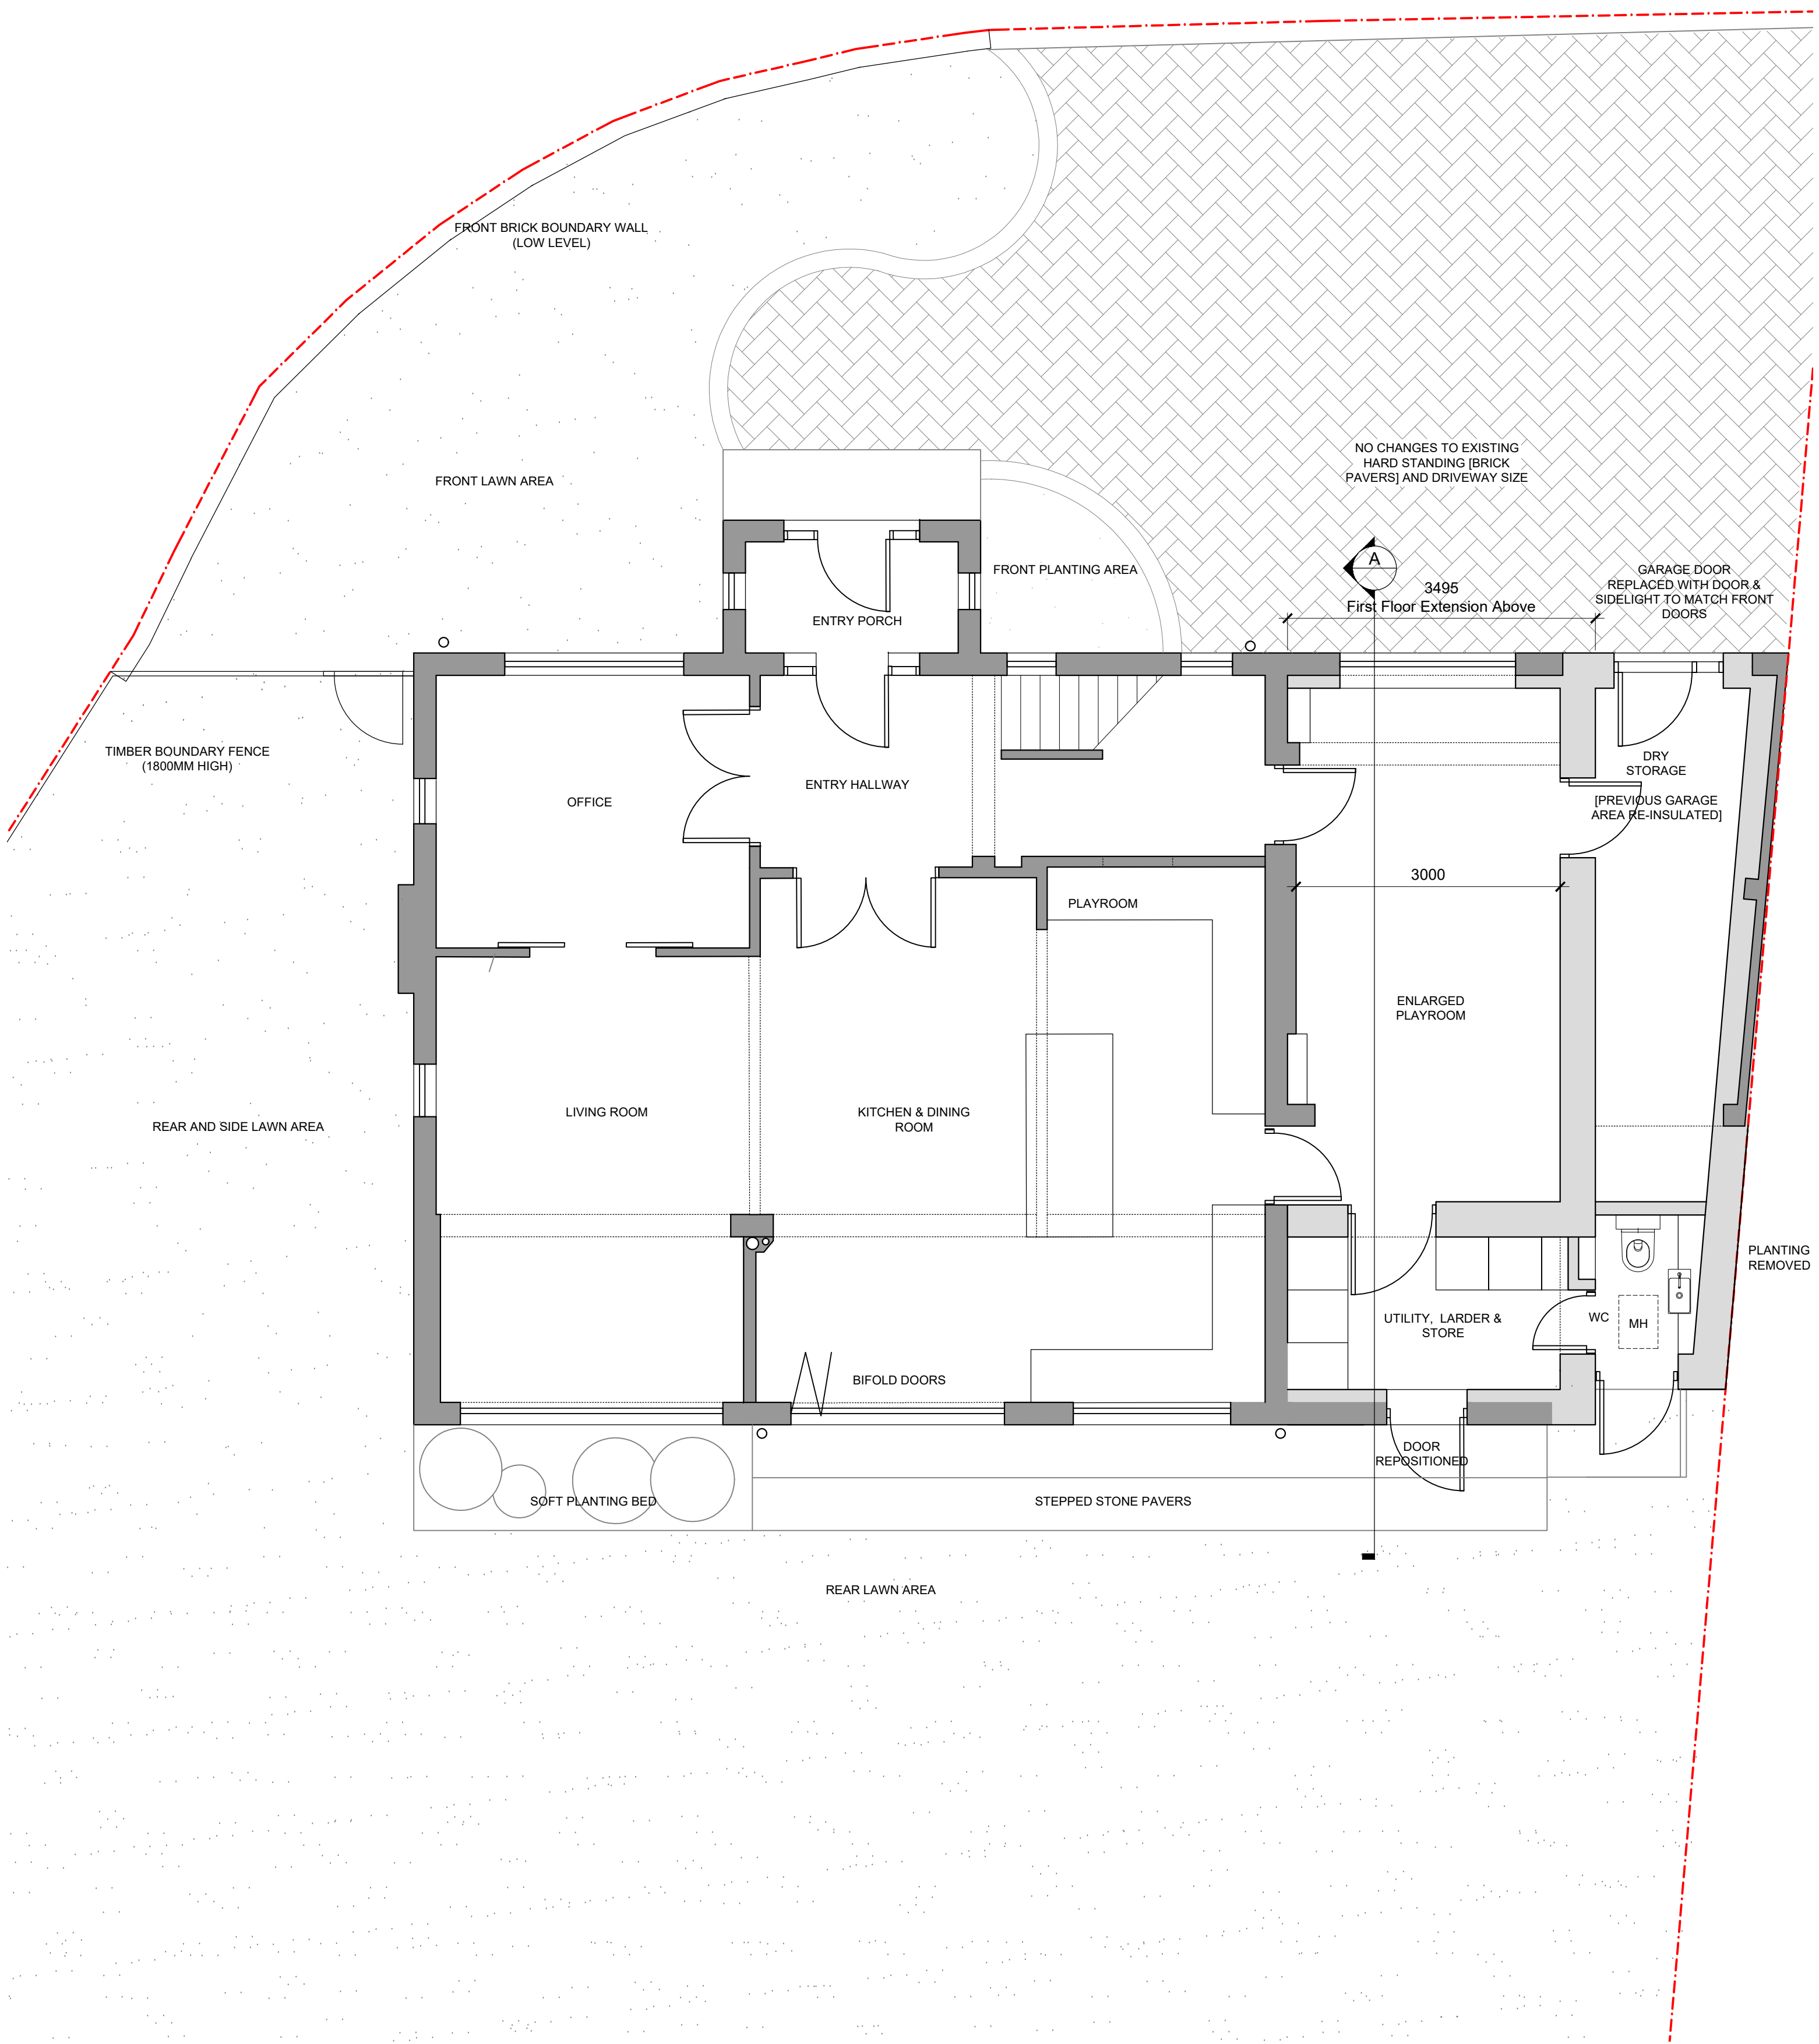 FRONT BRICK BOUNDARY WALL
(LOW LEVEL)
NO CHANGES TO EXISTING
HARD STANDING [BRICK
PAVERS] AND DRIVEWAY SIZE
FRONT LAWN AREA
A
3495
First Floor Extension Above
FRONT PLANTING AREA
GARAGE DOOR
REPLACED WITH DOOR &
SIDELIGHT TO MATCH FRONT
DOORS
ENTRY PORCH
TIMBER BOUNDARY FENCE
(1800MM HIGH)
OFFICE
ENTRY HALLWAY
DRY
STORAGE
[PREVIOUS GARAGE
AREA RE-INSULATED]
3000
PLAYROOM
ENLARGED
PLAYROOM
REAR AND SIDE LAWN AREA
LIVING ROOM
KITCHEN & DINING
ROOM
PLANTING
REMOVED
UTILITY, LARDER &
STORE
WC
MH
BIFOLD DOORS
DOOR
REPOSITIONED
SOFT PLANTING BED
STEPPED STONE PAVERS
REAR LAWN AREA